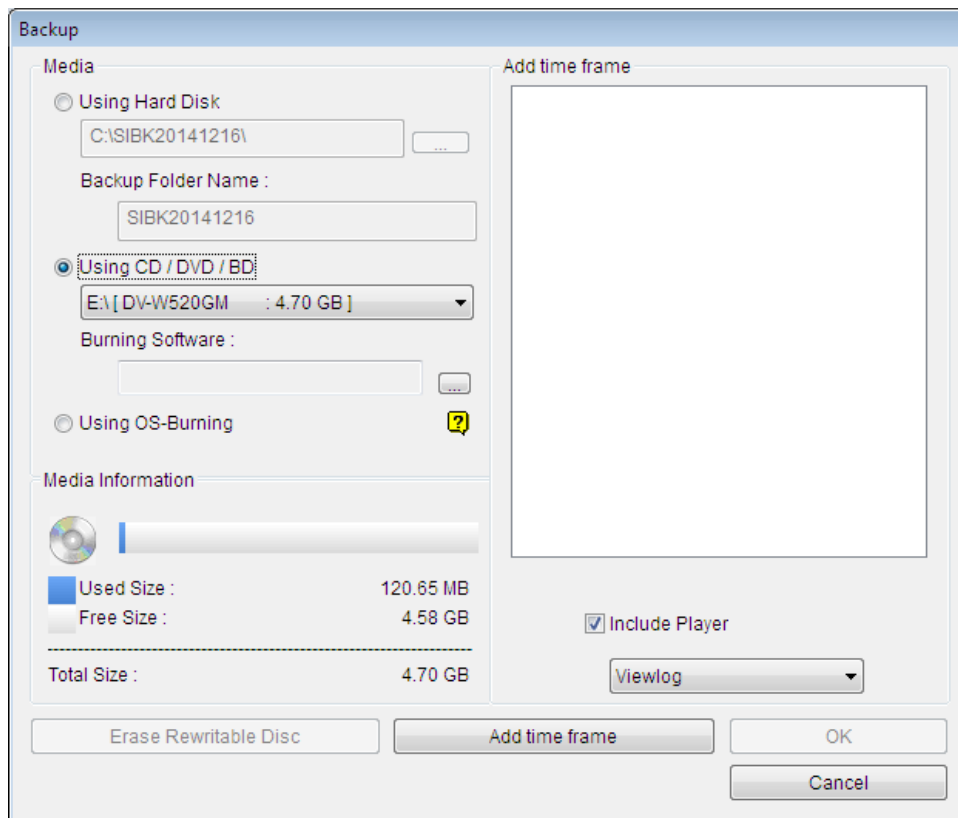 Backup
Media
Using Hard Disk
C:\SIBK20141216\
...
Backup Folder Name :
SIBK20141216
Using CD / DVD / BD
E:\ [ DV-W520GM : 4.70 GB ]
Burning Software :
...
Using OS-Burning
?
Media Information
Used Size : 120.65 MB
Free Size : 4.58 GB
Total Size : 4.70 GB
Add time frame
Include Player
Viewlog
Erase Rewritable Disc
Add time frame
OK
Cancel